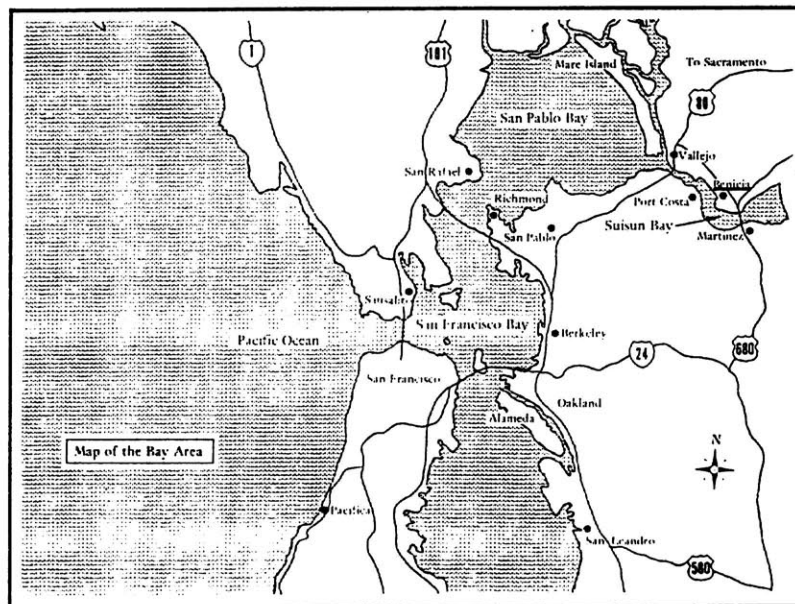 1
101
Mare Island
To Sacramento
80
San Pablo Bay
Vallejo
San Rafael
Benicia
Richmond
Port Costa
San Pablo
Suisun Bay
Martinez
Sausalito
San Francisco Bay
Pacific Ocean
Berkeley
24
680
San Francisco
Oakland
Alameda
Map of the Bay Area
N
Pacifica
San Leandro
580